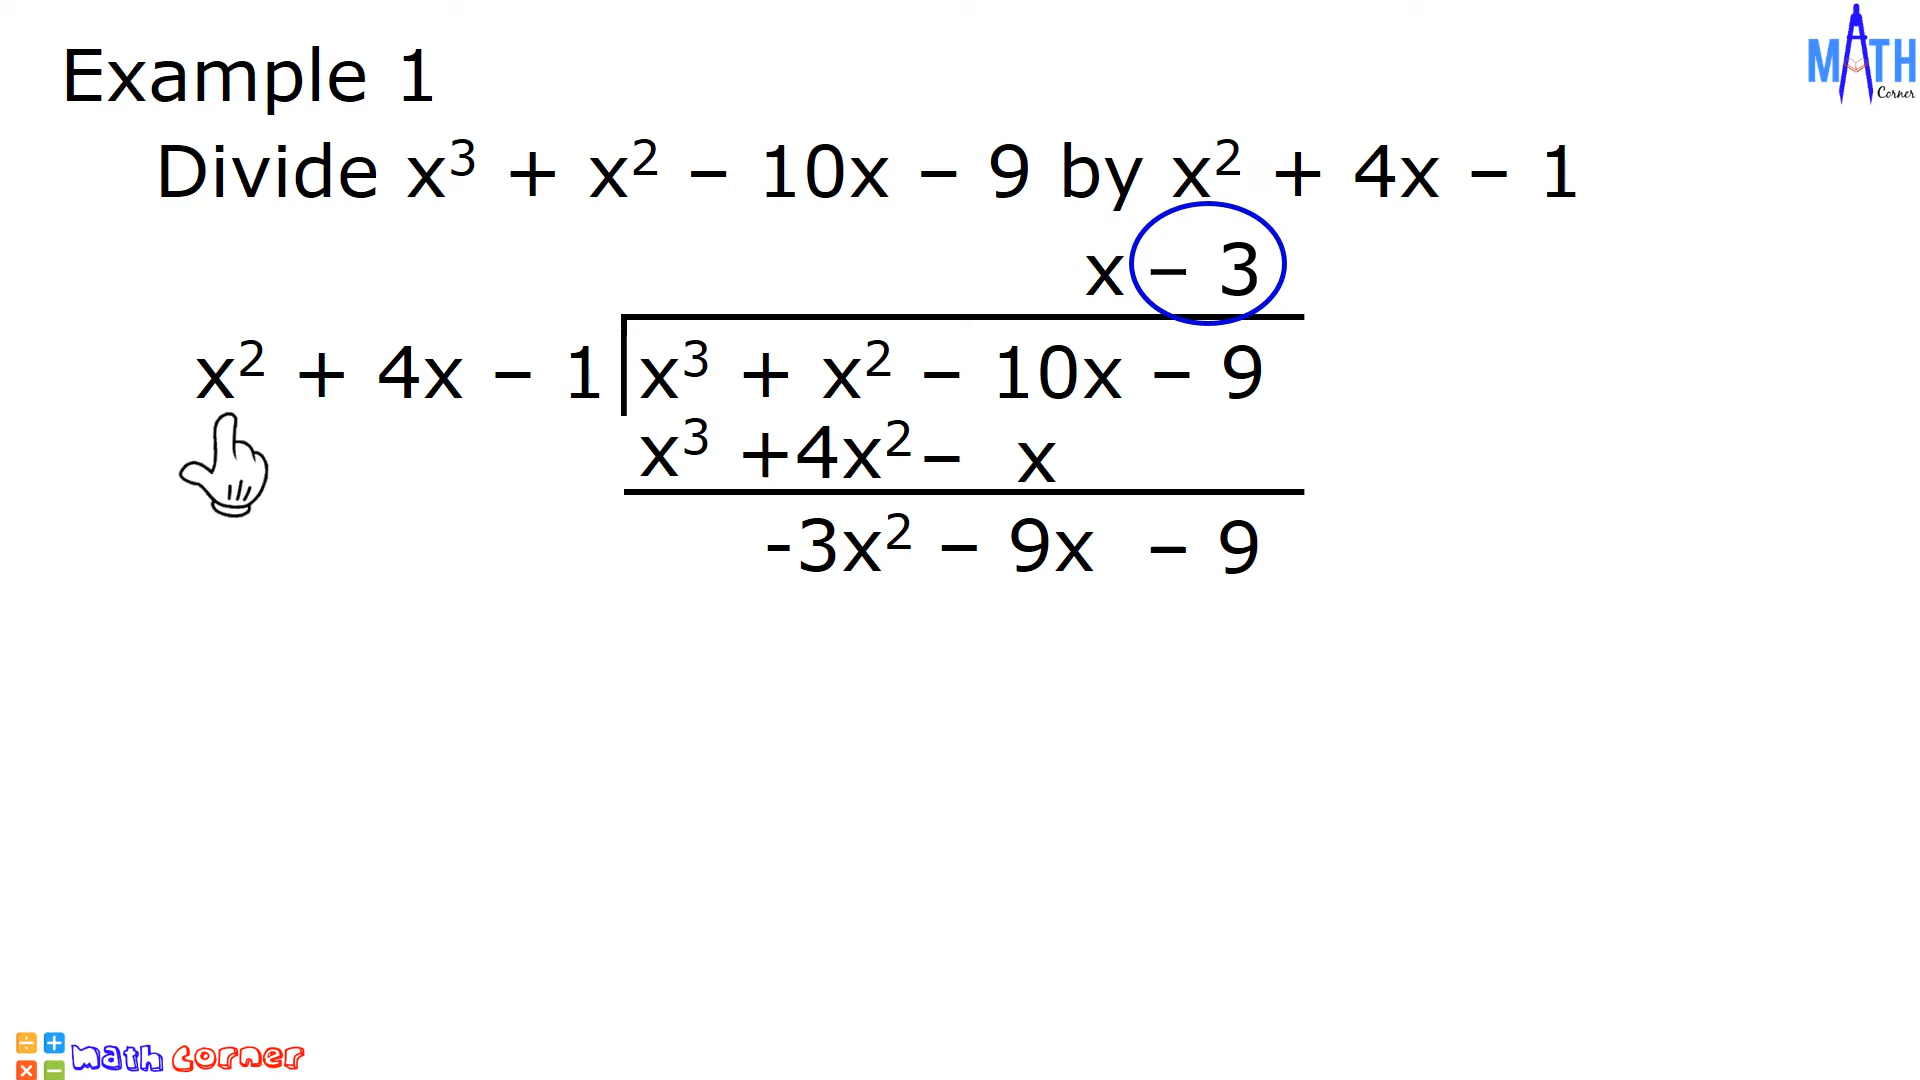 Example 1
MATH
Corner
Divide x³ + x² – 10x – 9 by x² + 4x – 1
x – 3
x² + 4x – 1 x³ + x² – 10x – 9
x³ +4x² – x
-3x² – 9x – 9
math corner